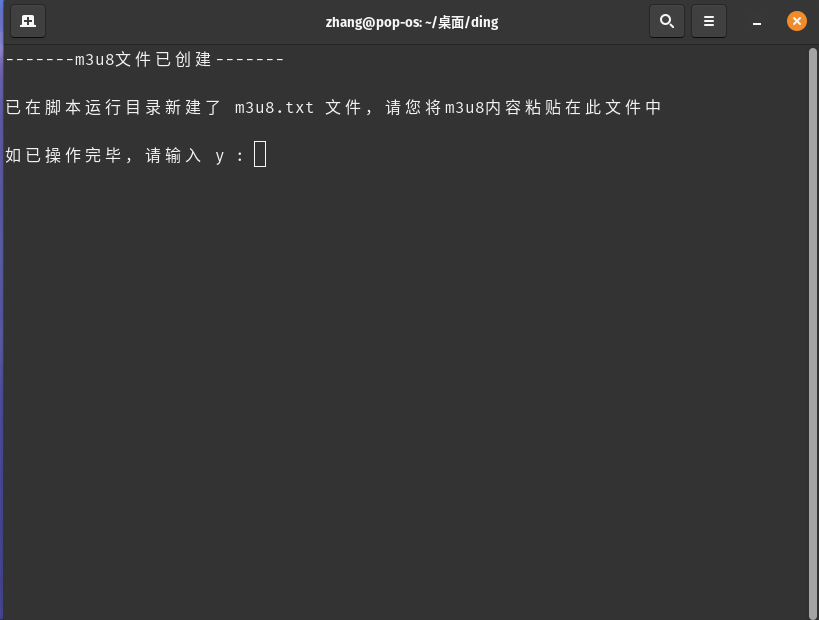 zhang@pop-os: ~/桌面/ding
-------m3u8文件已创建-------
已在脚本运行目录新建了 m3u8.txt 文件，请您将m3u8内容粘贴在此文件中
如已操作完毕，请输入 y :